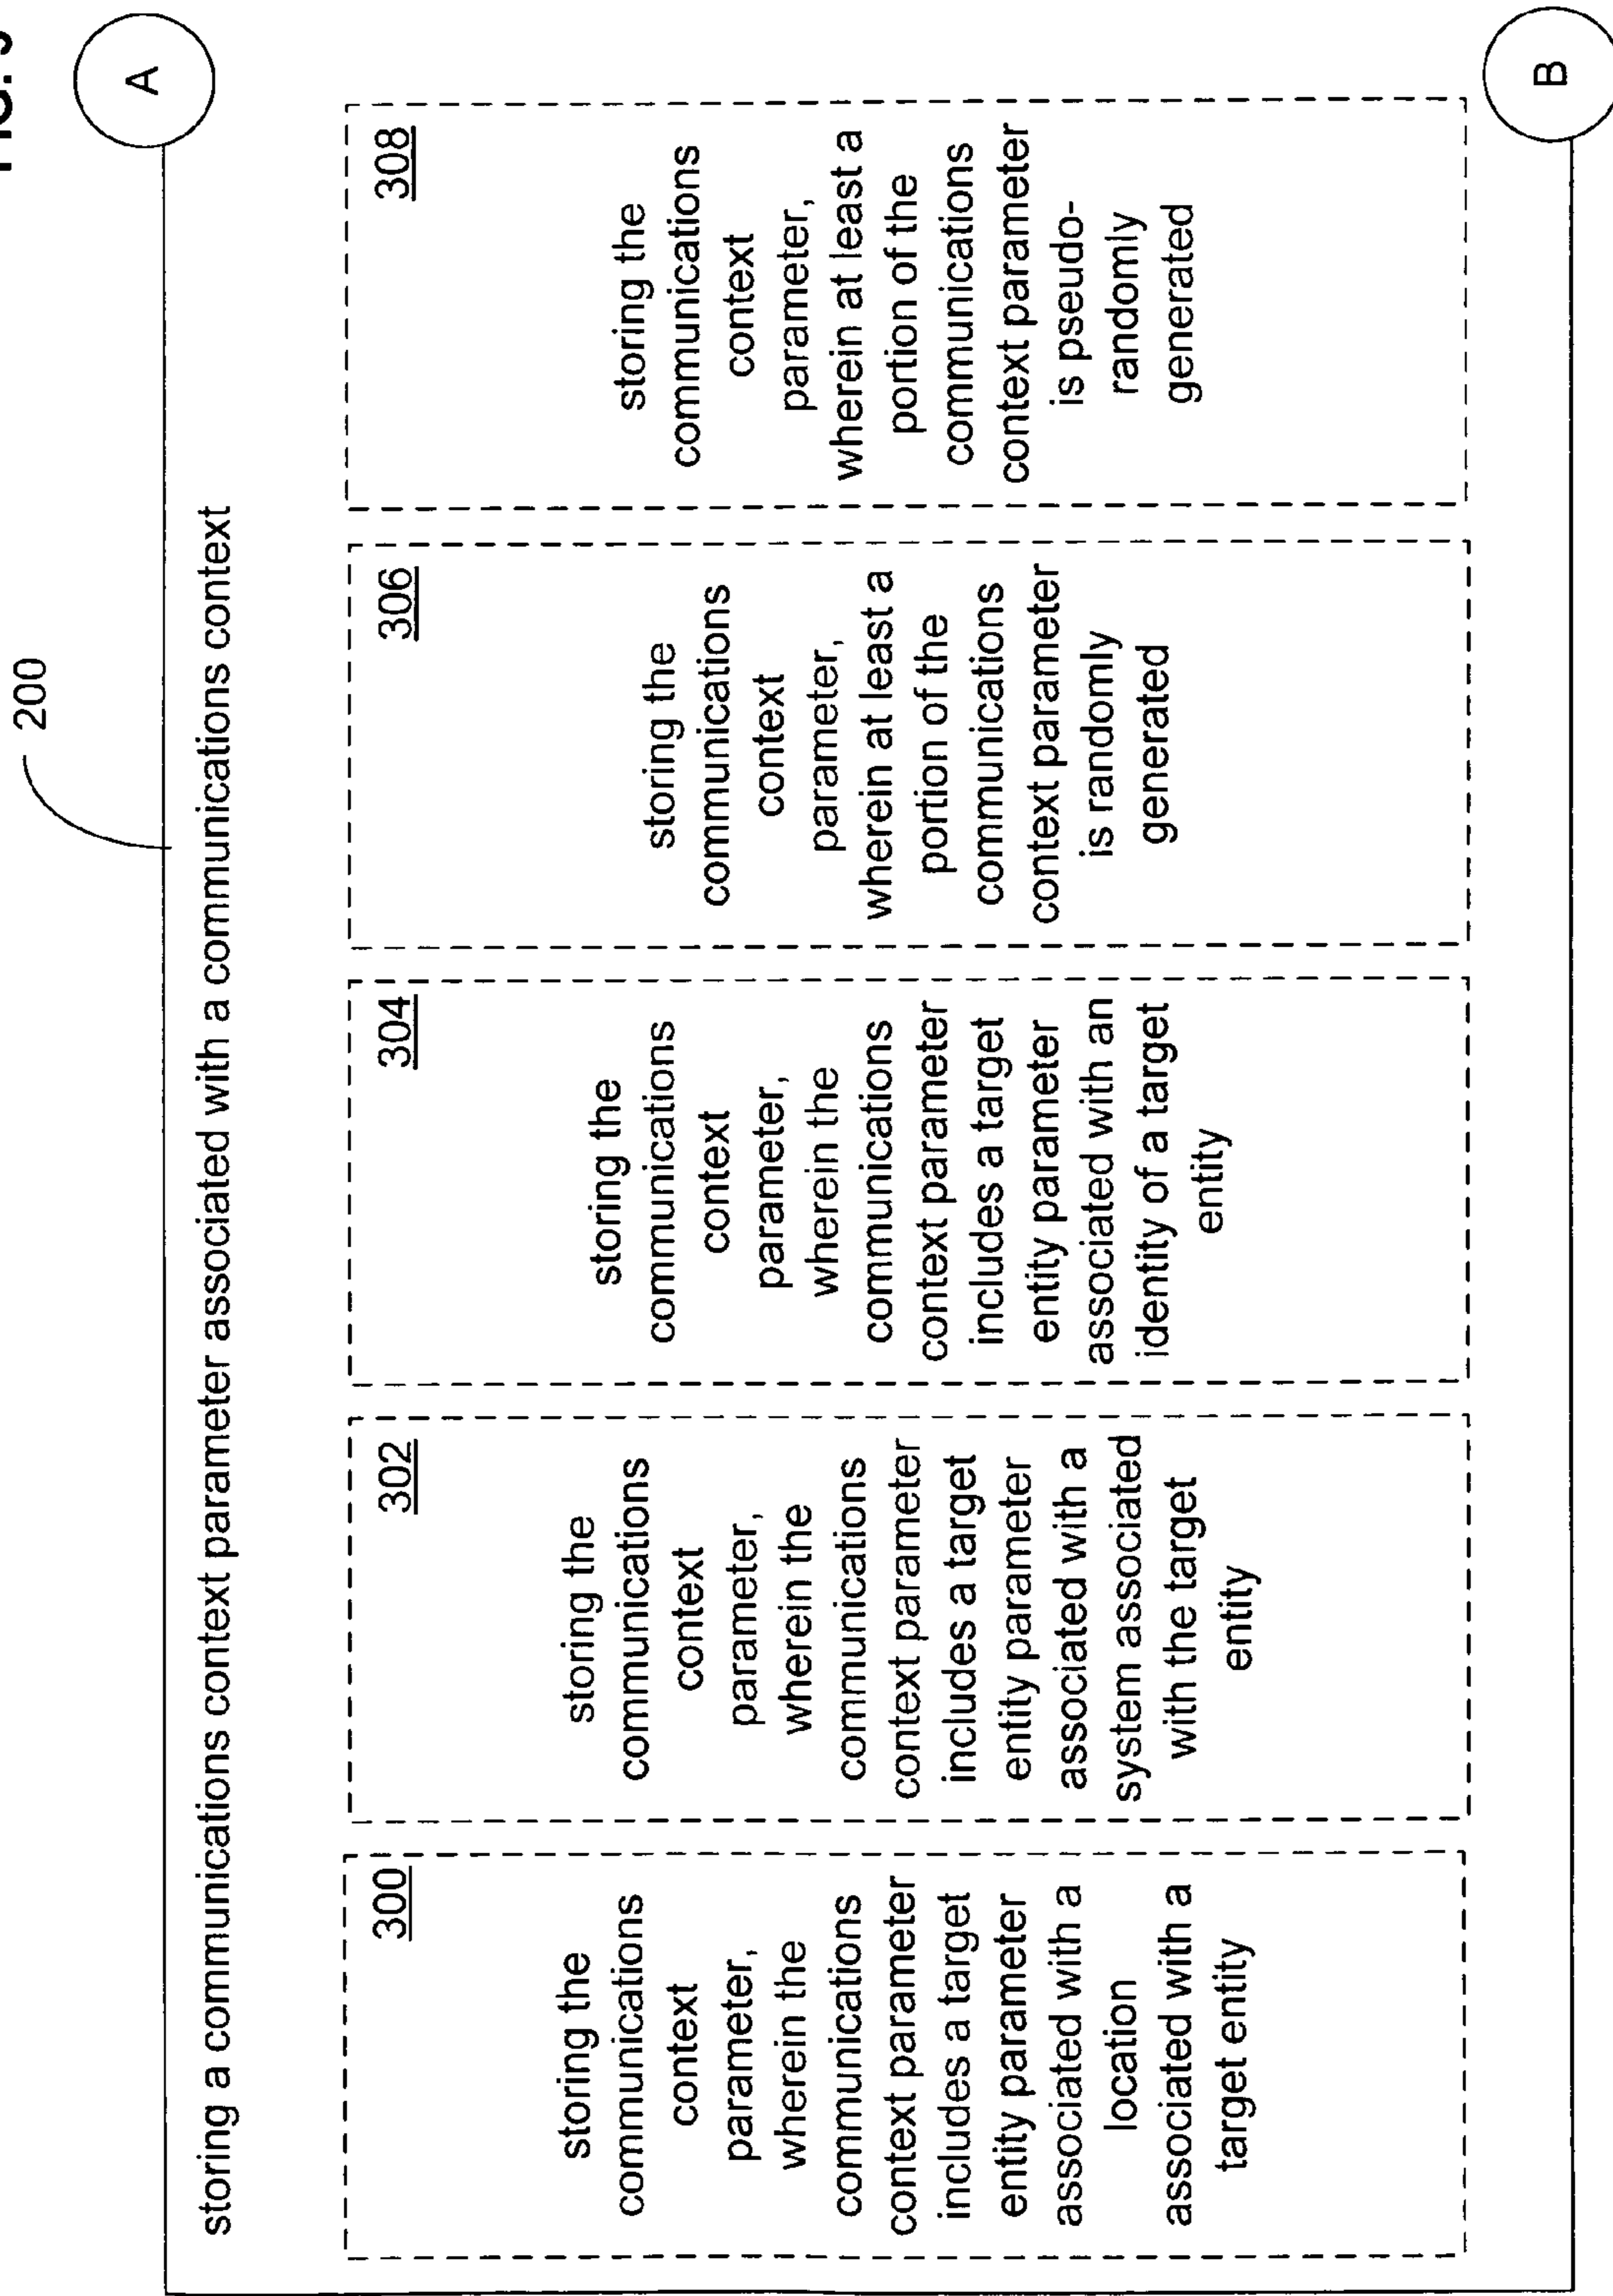 FIG.
200
A
storing a communications context parameter associated with a communications context
300
storing the
communications
context
parameter,
wherein the
communications
context parameter
includes a target
entity parameter
associated with a
location
associated with a
target entity
302
storing the
communications
context
parameter,
wherein the
communications
context parameter
includes a target
entity parameter
associated with a
system associated
with the target
entity
304
storing the
communications
context
parameter,
wherein the
communications
context parameter
includes a target
entity parameter
associated with an
identity of a target
entity
306
storing the
communications
context
parameter,
wherein at least a
portion of the
communications
context parameter
is randomly
generated
308
storing the
communications
context
parameter,
wherein at least a
portion of the
communications
context parameter
is pseudo-
randomly
generated
B